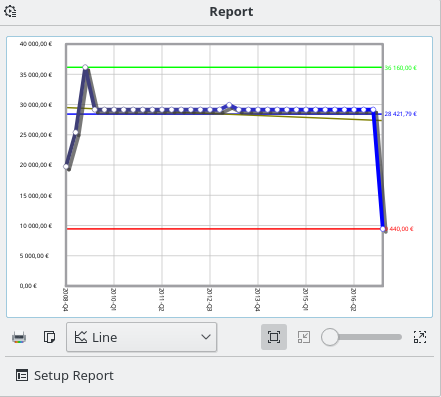 Report
40 000,00 €
36 160,00 €
35 000,00 €
30 000,00 €
28 421,79 €
25 000,00 €
20 000,00 €
15 000,00 €
10 000,00 €
440,00 €
5 000,00 €
0,00 €
2008-Q4
2010-Q1
2011-Q2
2012-Q3
2013-Q4
2015-Q1
2016-Q2
Line
Setup Report